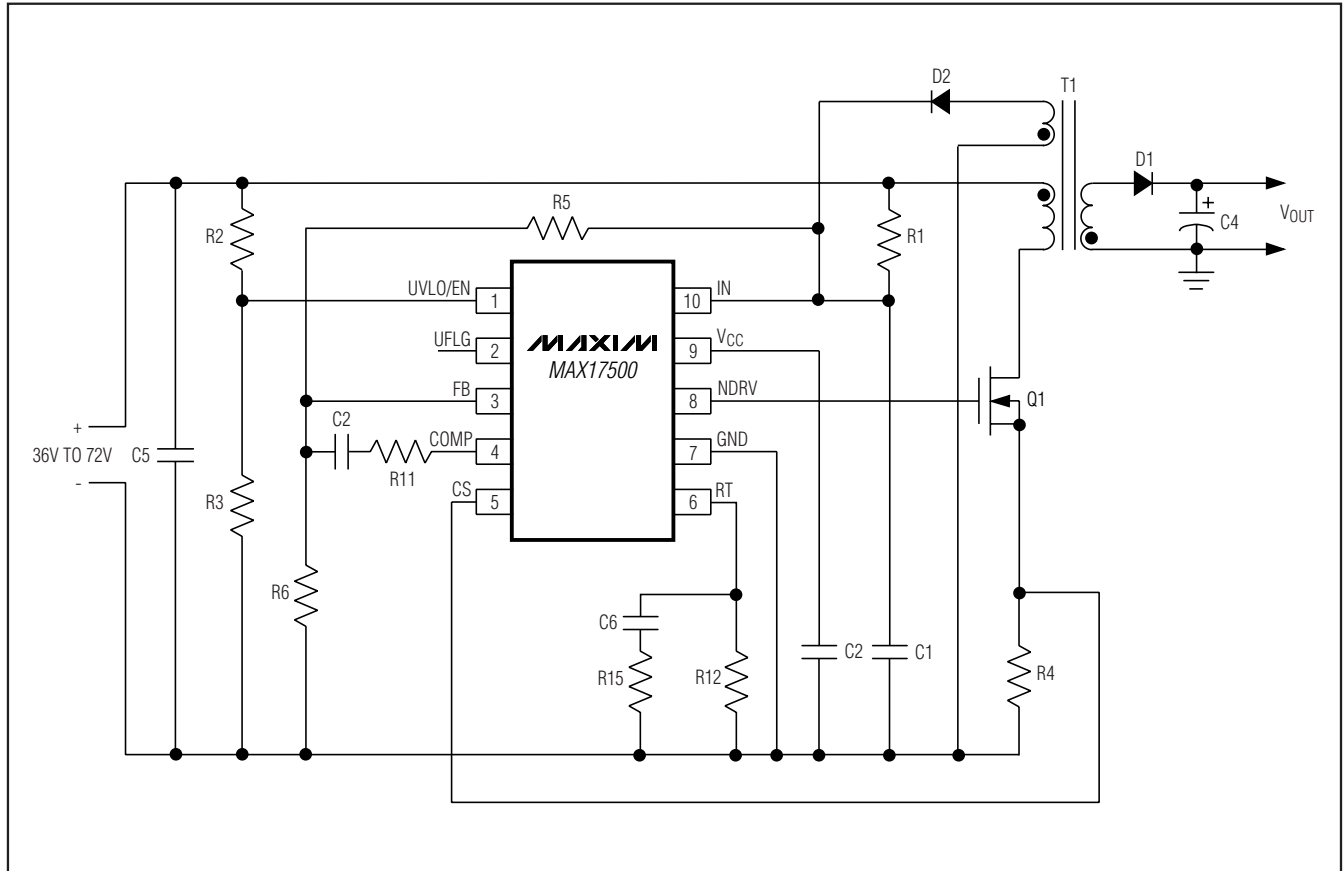 D2
T1
D1
+
C4
VOUT
R5
R2
R1
UVLO/EN
1
10
IN
UFLG
2
MAXIM
MAX17500
9
VCC
FB
3
8
NDRV
Q1
+
36V TO 72V
-
C5
C2
R11
COMP
4
7
GND
R3
CS
5
6
RT
R6
C6
R15
R12
C2
C1
R4